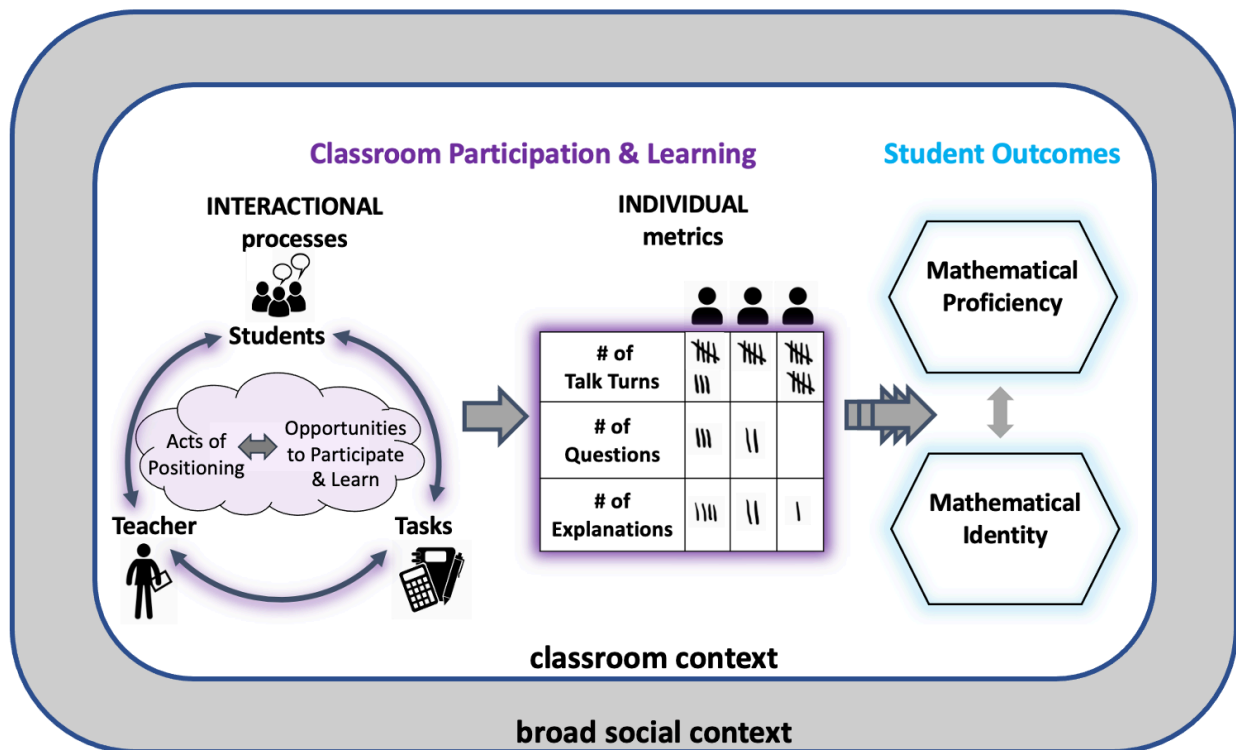 Classroom Participation & Learning
Student Outcomes
INTERACTIONAL
processes
Students
Acts of
Positioning
Opportunities
to Participate
& Learn
Teacher
Tasks
INDIVIDUAL
metrics
# of
Talk Turns
# of
Questions
# of
Explanations
Mathematical
Proficiency
Mathematical
Identity
classroom context
broad social context